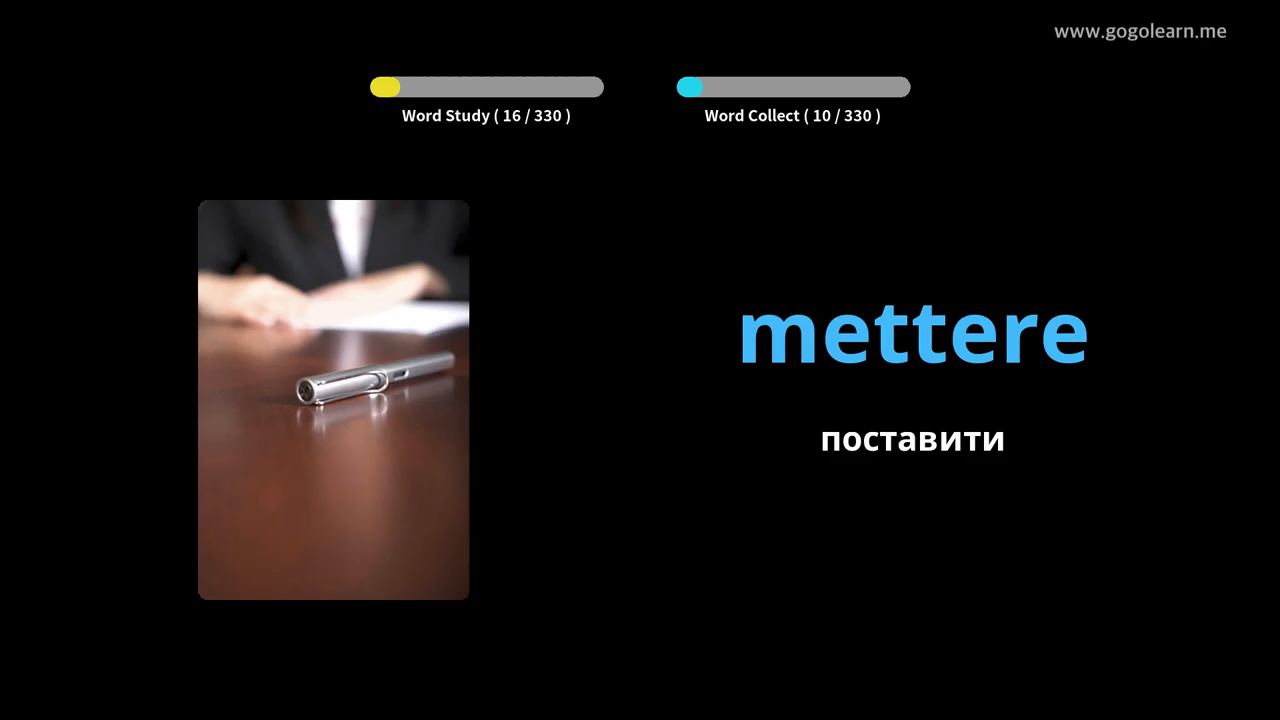 www.gogolearn.me
Word Study ( 16 / 330 )
Word Collect ( 10 / 330 )
mettere
поставити